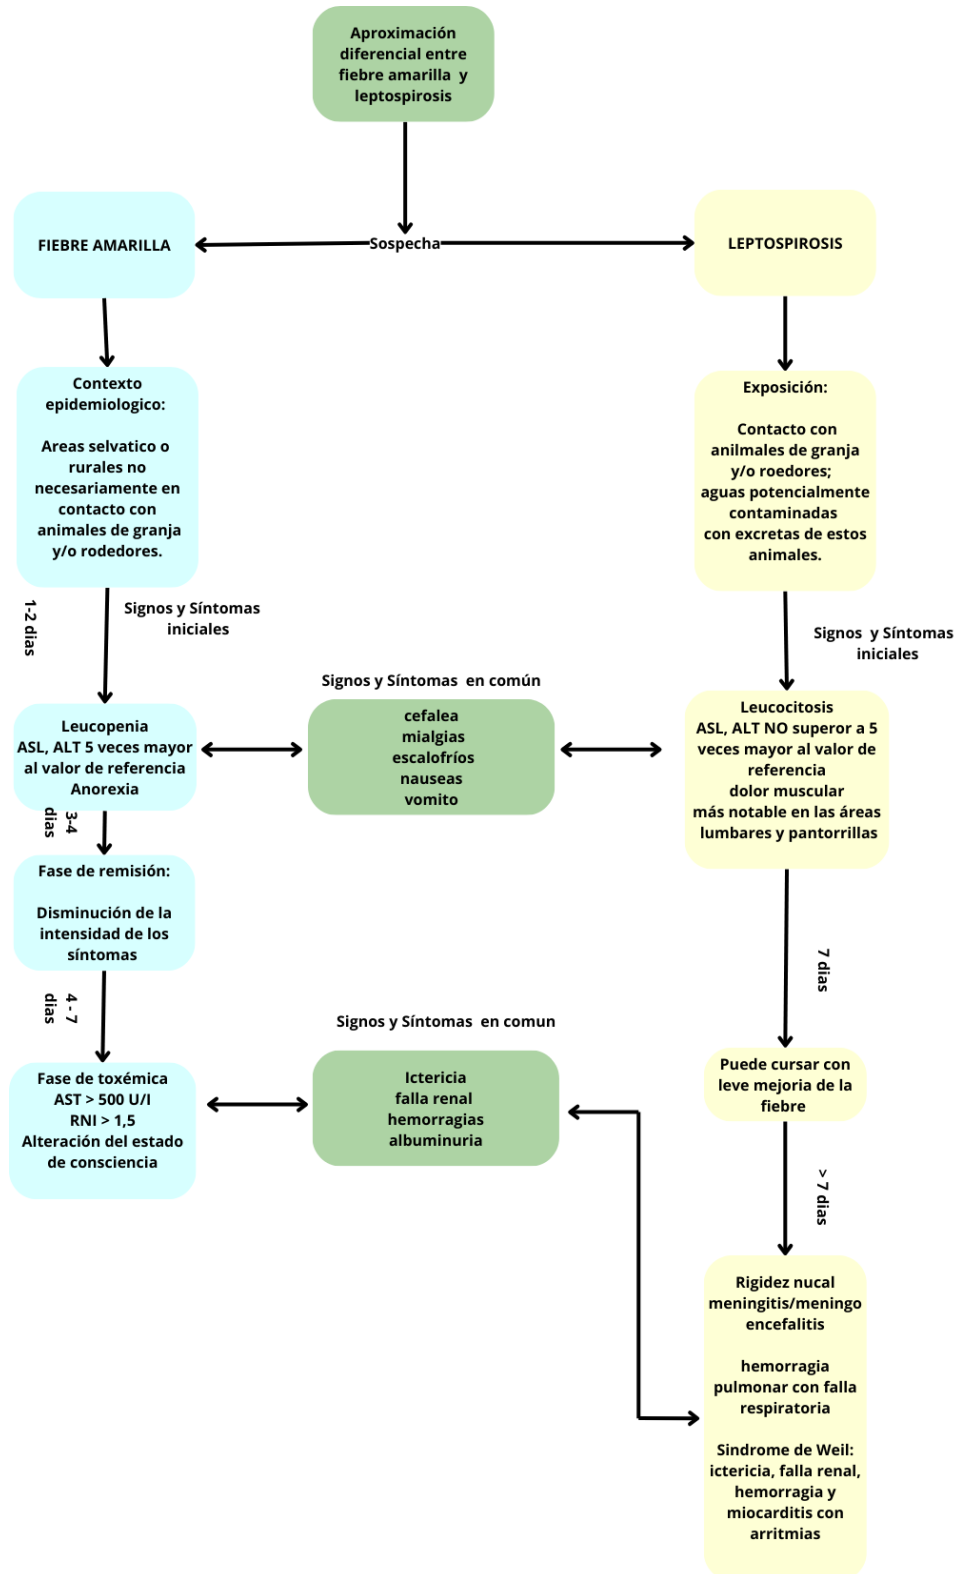 Aproximación
diferencial entre
fiebre amarilla y
leptospirosis
FIEBRE AMARILLA
Sospecha
LEPTOSPIROSIS
Contexto
epidemiologico:
Areas selvatico o
rurales no
necesariamente en
contacto con
animales de granja
y/o rodedores.
Exposición:
Contacto con
anilmales de granja
y/o roedores;
aguas potencialmente
contaminadas
con excretas de estos
animales.
1-2 dias
Signos y Síntomas
iniciales
Signos y Síntomas
iniciales
Leucopenia
ASL, ALT 5 veces mayor
al valor de referencia
Anorexia
Signos y Síntomas en común
cefalea
mialgias
escalofríos
nauseas
vomito
Leucocitosis
ASL, ALT NO superor a 5
veces mayor al valor de
referencia
dolor muscular
más notable en las áreas
lumbares y pantorrillas
3-4
dias
Fase de remisión:
Disminución de la
intensidad de los
síntomas
7 dias
4 - 7
dias
Signos y Síntomas en comun
Fase de toxémica
AST > 500 U/I
RNI > 1,5
Alteración del estado
de consciencia
Ictericia
falla renal
hemorragias
albuminuria
Puede cursar con
leve mejoria de la
fiebre
> 7 dias
Rigidez nucal
meningitis/meningo
encefalitis
hemorragia
pulmonar con falla
respiratoria
Sindrome de Weil:
ictericia, falla renal,
hemorragia y
miocarditis con
arritmias